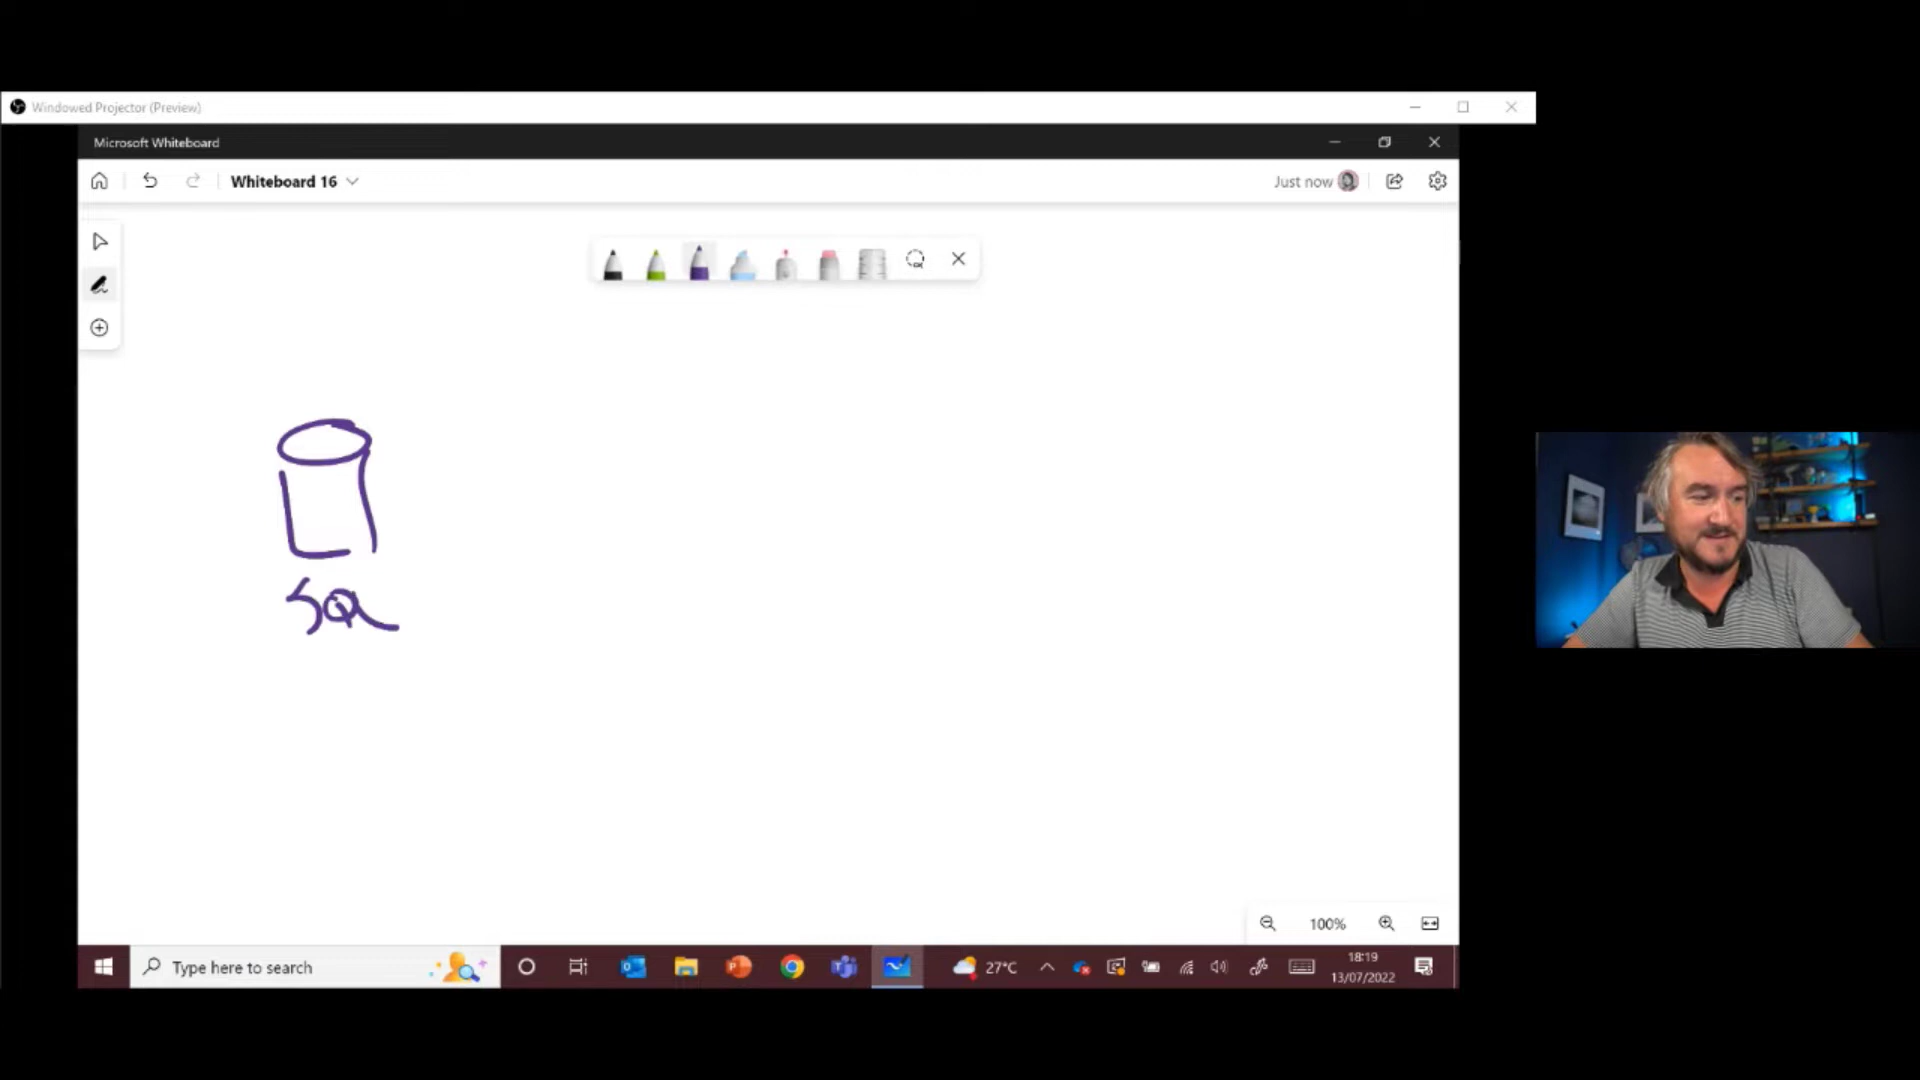 Windowed Projector (Preview)
Microsoft Whiteboard
Whiteboard 16
Just now
SQL
100%
Type here to search
27°C
18:19
13/07/2022